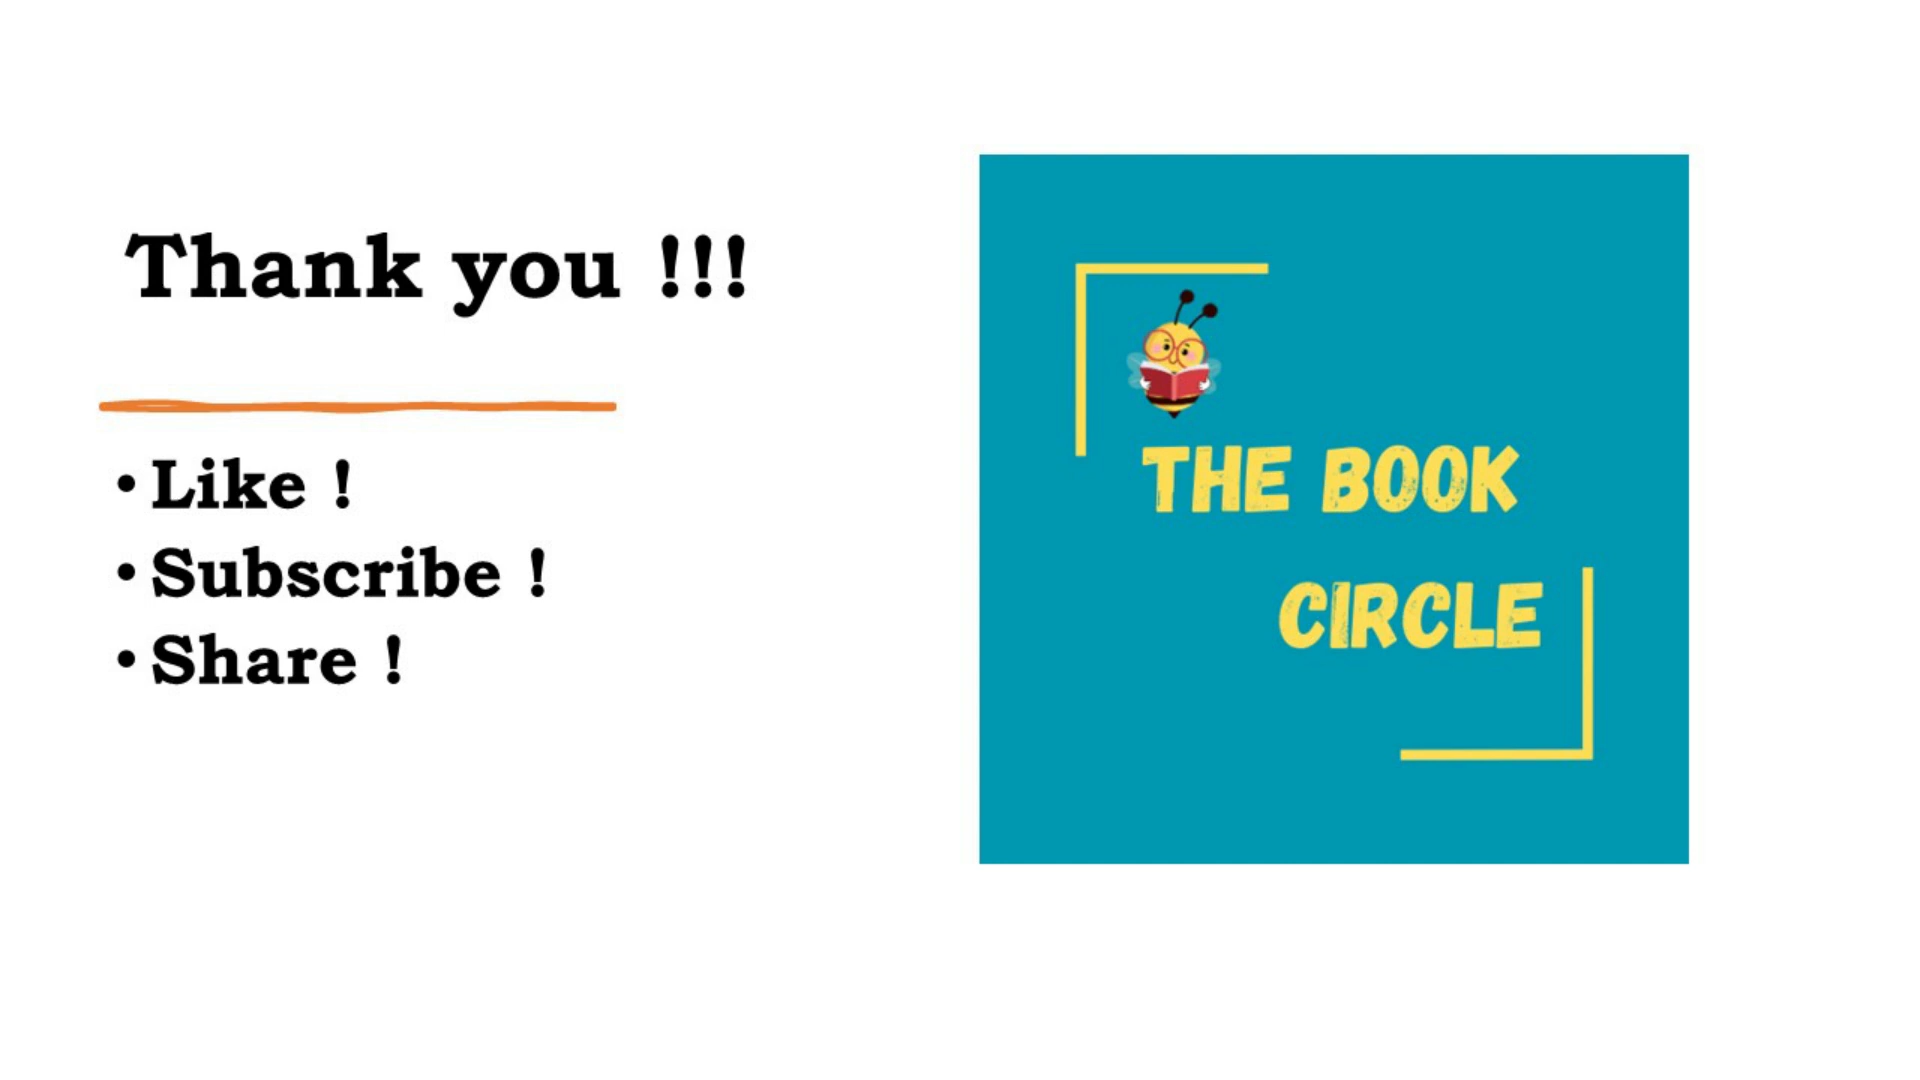 Thank you !!!
• Like !
• Subscribe !
• Share !
THE BOOK
CIRCLE